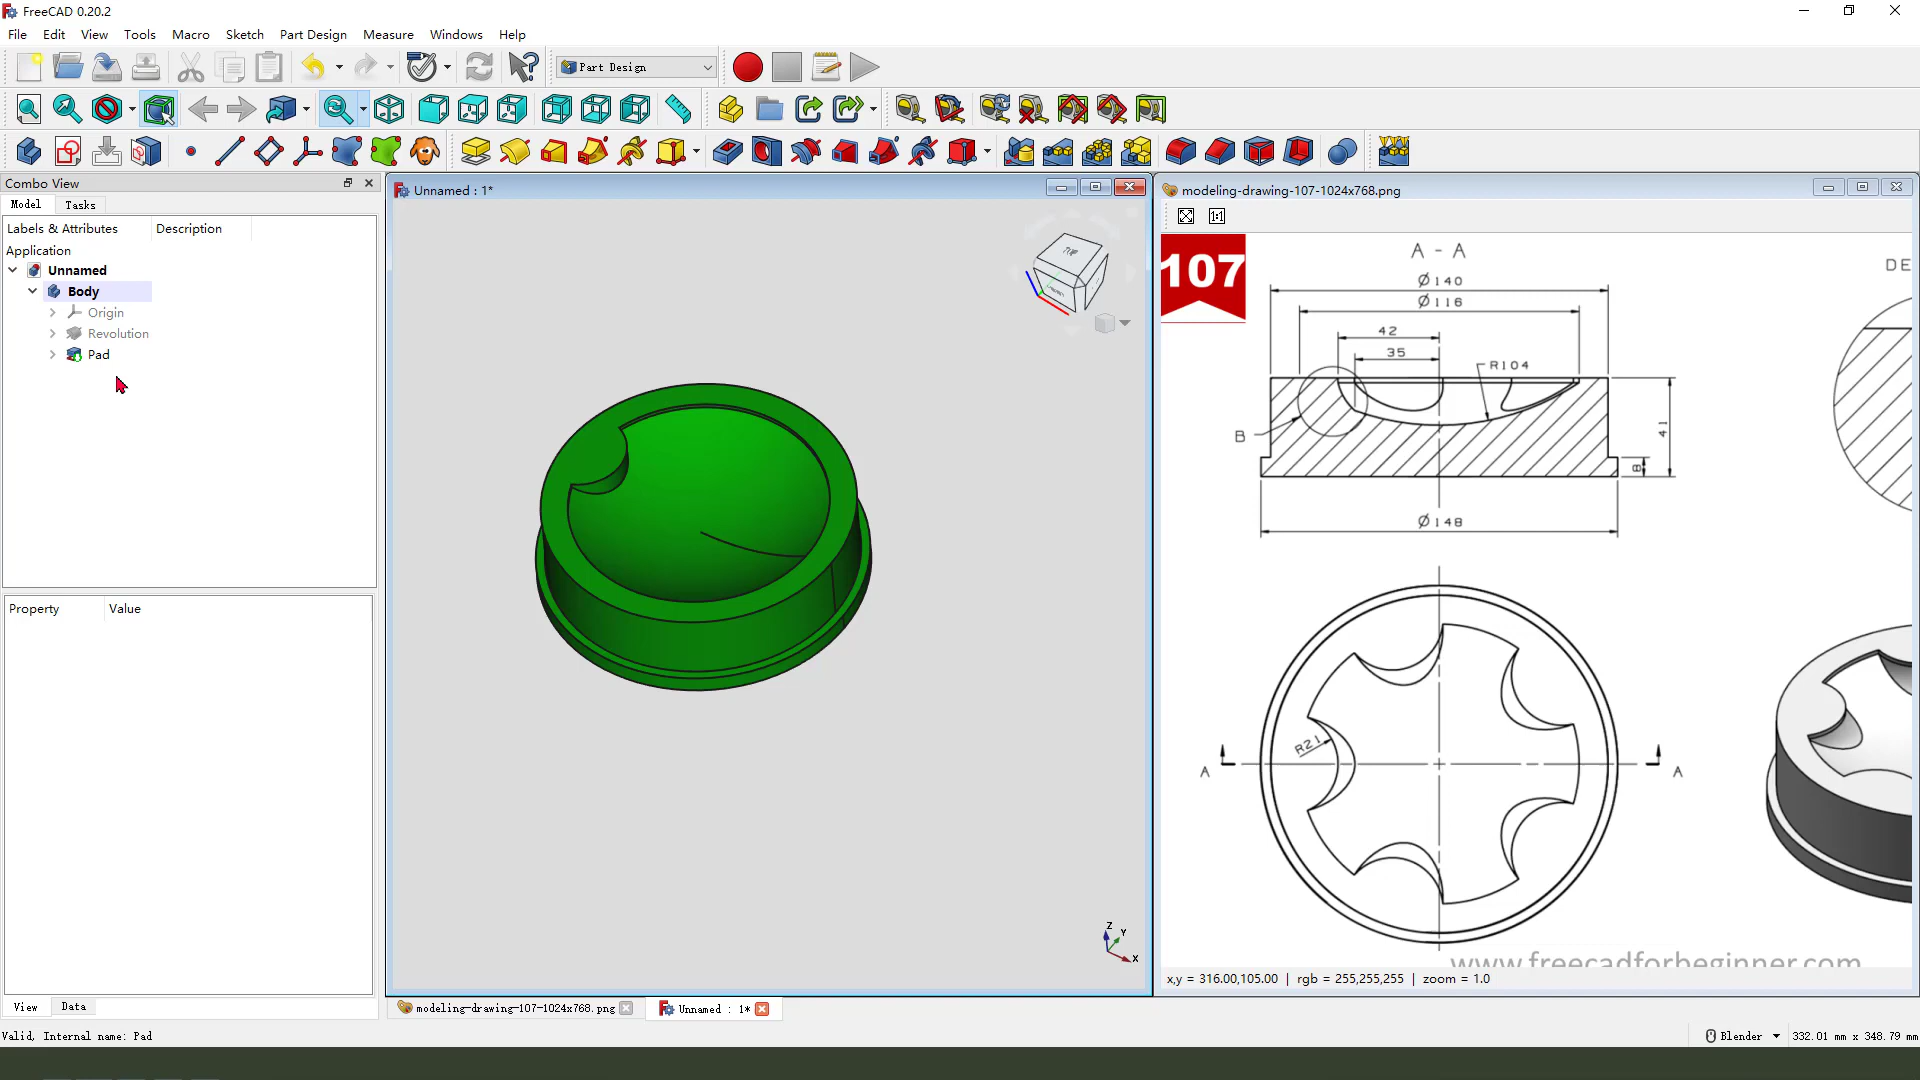 FreeCAD 0.20.2
File Edit View Tools Macro Sketch Part Design Measure Windows Help
Part Design
Combo View
Model Tasks
Labels & Attributes Description
Application
Unnamed
Body
Origin
Revolution
Pad
Property Value
View Data
Valid, Internal name: Pad
Unnamed : 1*
TOP
Z
Y
X
modeling-drawing-107-1024x768.png
Unnamed : 1*
modeling-drawing-107-1024x768.png
1:1
107
A - A
DE
Ø140
Ø116
42
35
R104
B
41
8
Ø148
R21
A
A
www.freecadforbeginner.com
x,y = 316.00,105.00 | rgb = 255,255,255 | zoom = 1.0
Blender
332.01 mm x 348.79 mm